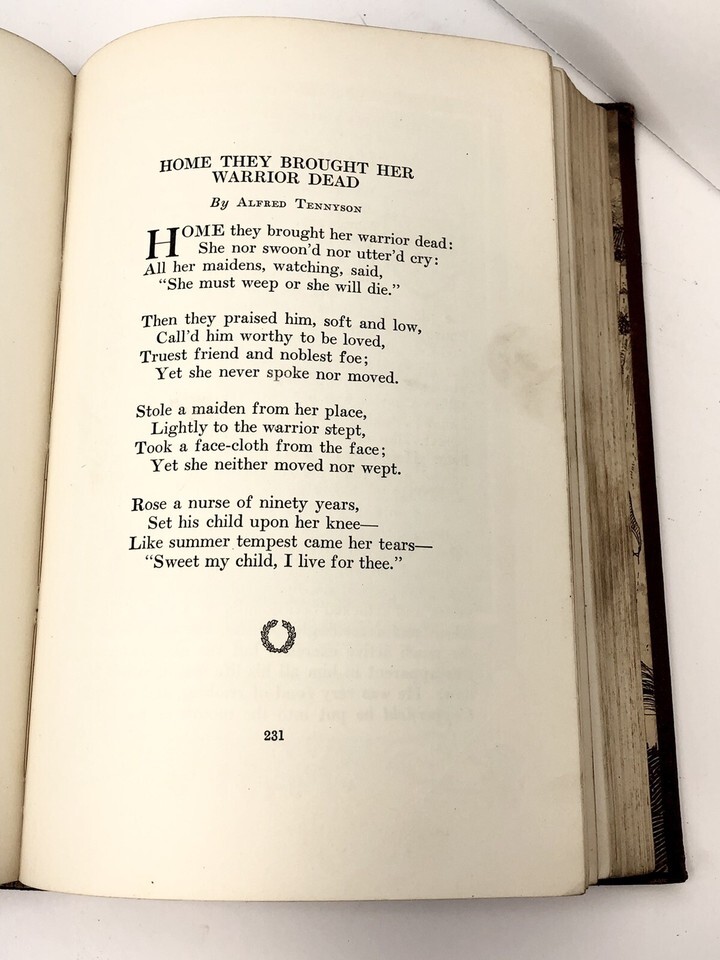 HOME THEY BROUGHT HER
WARRIOR DEAD
By ALFRED TENNYSON
HOME they brought her warrior dead:
She nor swoon'd nor utter'd cry:
All her maidens, watching, said,
“She must weep or she will die.”
Then they praised him, soft and low,
Call'd him worthy to be loved,
Truest friend and noblest foe;
Yet she never spoke nor moved.
Stole a maiden from her place,
Lightly to the warrior stept,
Took a face-cloth from the face;
Yet she neither moved nor wept.
Rose a nurse of ninety years,
Set his child upon her knee—
Like summer tempest came her tears—
“Sweet my child, I live for thee.”
231